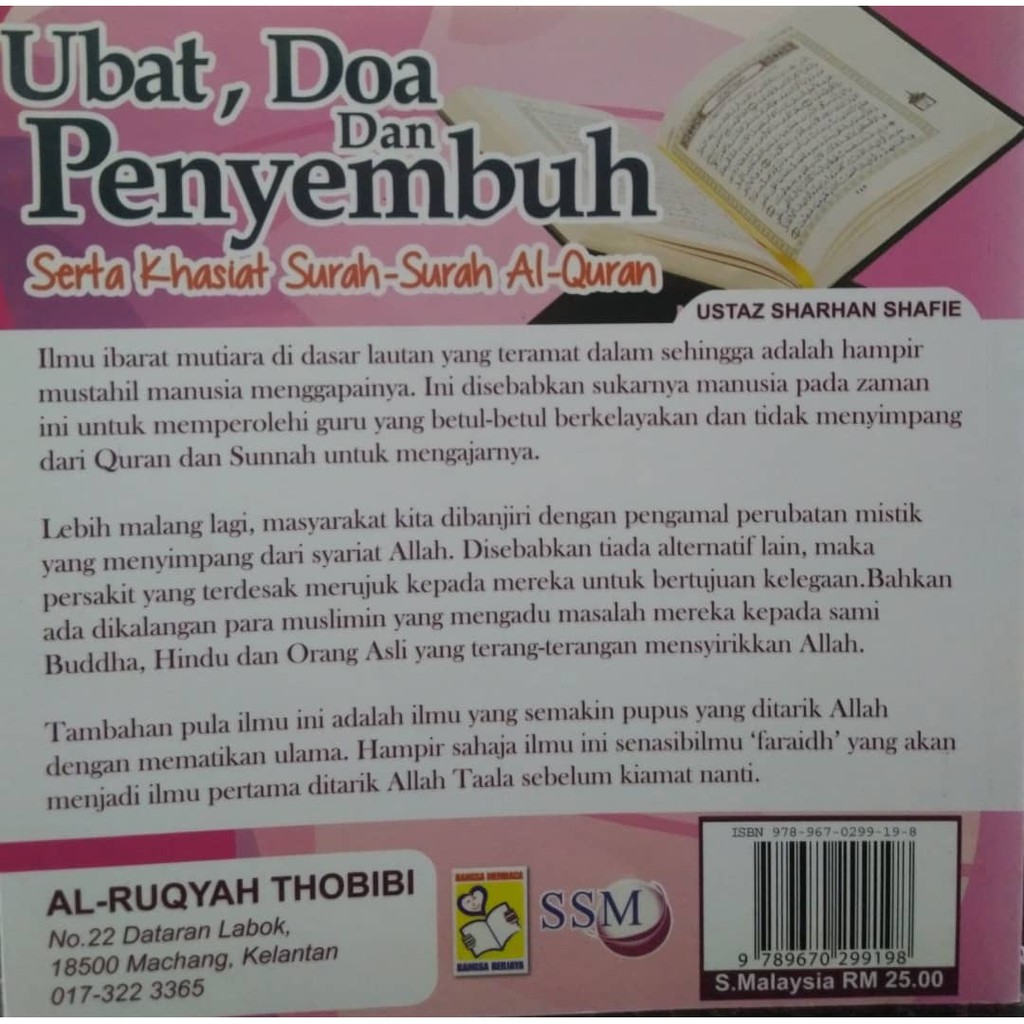 Ubat, Doa
Dan
Penyembuh
Serta Khasiat Surah-Surah Al-Quran
USTAZ SHARHAN SHAFIE
Ilmu ibarat mutiara di dasar lautan yang teramat dalam sehingga adalah hampir
mustahil manusia menggapainya. Ini disebabkan sukarnya manusia pada zaman
ini untuk memperolehi guru yang betul-betul berkelayakan dan tidak menyimpang
dari Quran dan Sunnah untuk mengajarnya.
Lebih malang lagi, masyarakat kita dibanjiri dengan pengamal perubatan mistik
yang menyimpang dari syariat Allah. Disebabkan tiada alternatif lain, maka
persakit yang terdesak merujuk kepada mereka untuk bertujuan kelegaan.Bahkan
ada dikalangan para muslimin yang mengadu masalah mereka kepada sami
Buddha, Hindu dan Orang Asli yang terang-terangan mensyirikkan Allah.
Tambahan pula ilmu ini adalah ilmu yang semakin pupus yang ditarik Allah
dengan mematikan ulama. Hampir sahaja ilmu ini senasibilmu ‘faraidh’ yang akan
menjadi ilmu pertama ditarik Allah Taala sebelum kiamat nanti.
AL-RUQYAH THOBIBI
No.22 Dataran Labok,
18500 Machang, Kelantan
017-322 3365
BANGSA MEMBACA
BANGSA BERJAYA
SSM
ISBN 978-967-0299-19-8
9 789670 299198
S.Malaysia RM 25.00